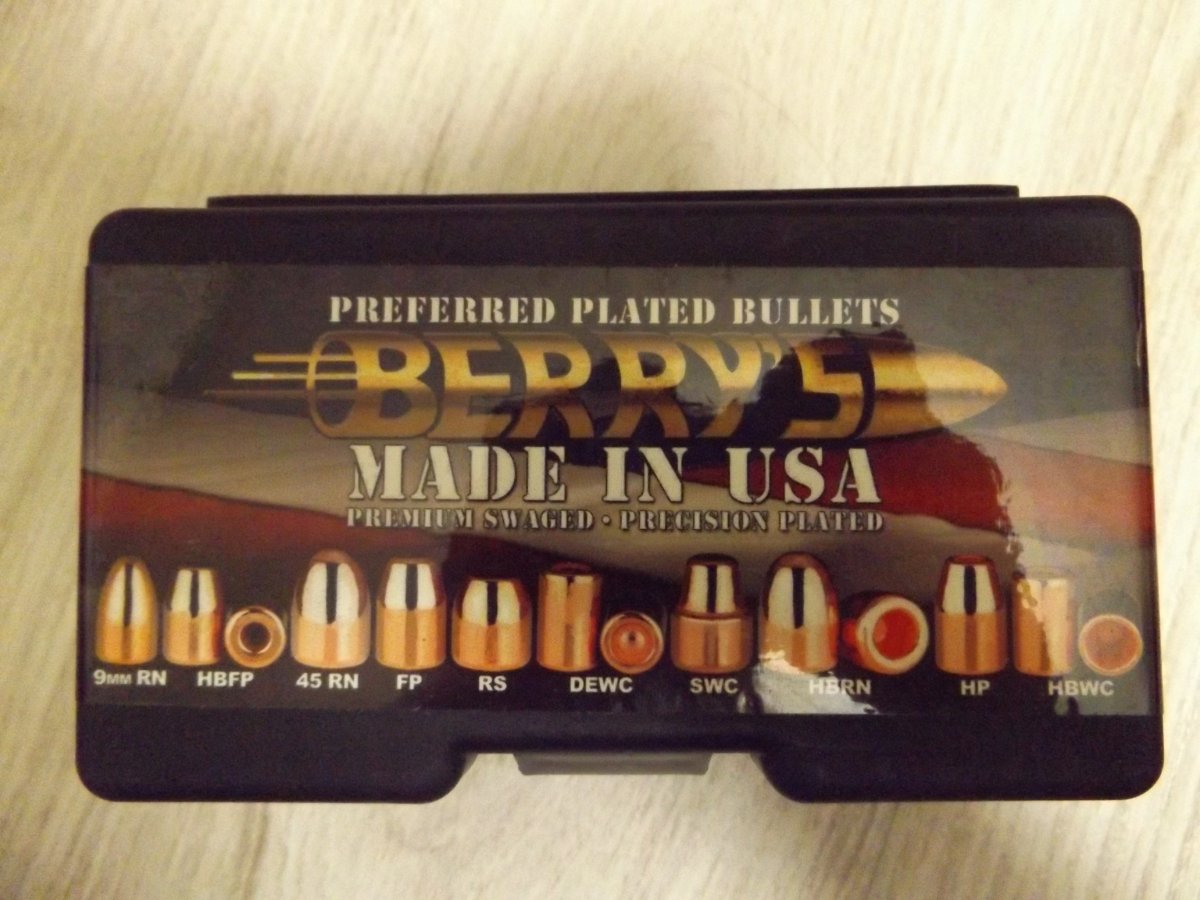 PREFERRED PLATED BULLETS
BERRY'S
MADE IN USA
PREMIUM SWAGED • PRECISION PLATED
9MM RN HBFP 45 RN FP RS DEWC SWC HBRN HP HBWC